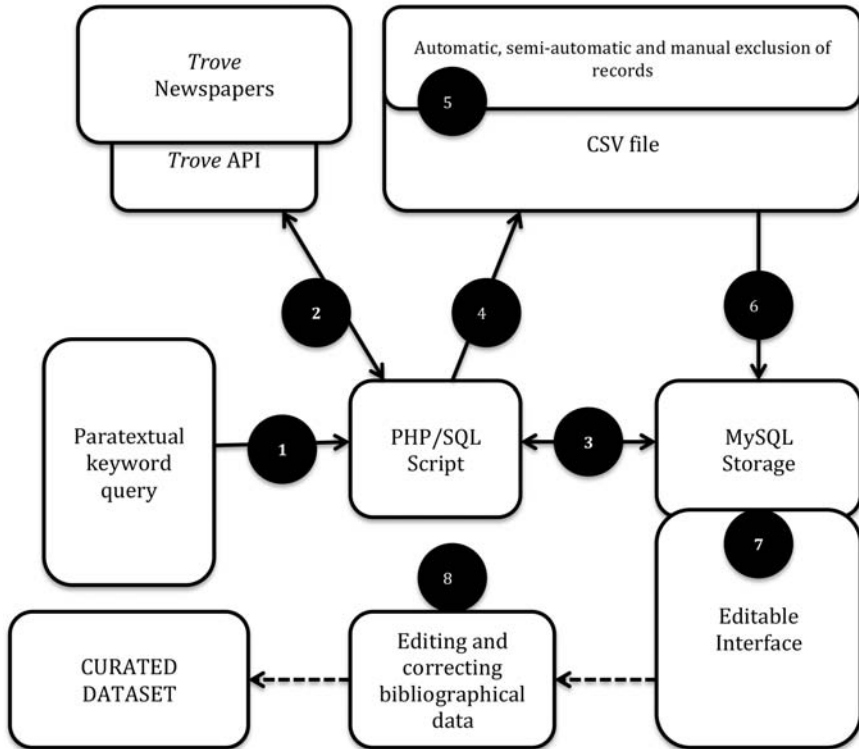 Trove
Newspapers
Trove API
Automatic, semi-automatic and manual exclusion of
records
5
CSV file
2
4
6
Paratextual
keyword
query
1
PHP/SQL
Script
3
MySQL
Storage
7
Editable
Interface
8
Editing and
correcting
bibliographical
data
CURATED
DATASET